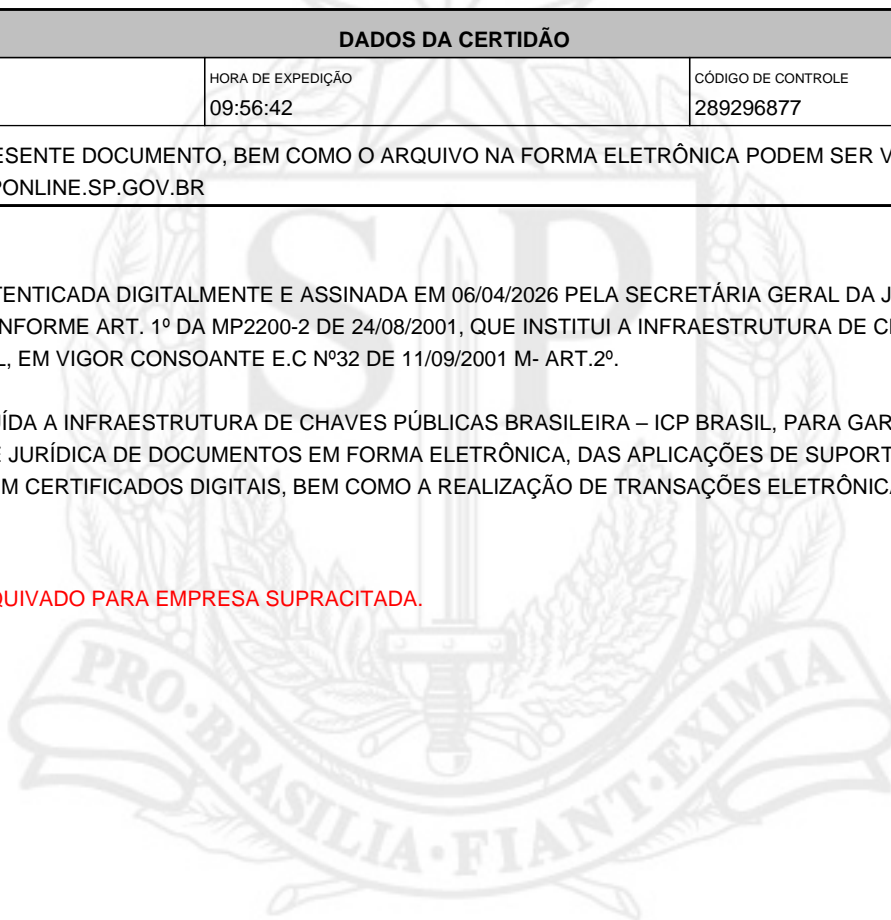 DADOS DA CERTIDÃO
HORA DE EXPEDIÇÃO
CÓDIGO DE CONTROLE
09:56:42
289296877
ESENTE DOCUMENTO, BEM COMO O ARQUIVO NA FORMA ELETRÔNICA PODEM SER V
PONLINE.SP.GOV.BR
TENTICADA DIGITALMENTE E ASSINADA EM 06/04/2026 PELA SECRETÁRIA GERAL DA J
NFORME ART. 1º DA MP2200-2 DE 24/08/2001, QUE INSTITUI A INFRAESTRUTURA DE C
L, EM VIGOR CONSOANTE E.C Nº32 DE 11/09/2001 M- ART.2º.
ÍDA A INFRAESTRUTURA DE CHAVES PÚBLICAS BRASILEIRA – ICP BRASIL, PARA GAR
E JURÍDICA DE DOCUMENTOS EM FORMA ELETRÔNICA, DAS APLICAÇÕES DE SUPORT
M CERTIFICADOS DIGITAIS, BEM COMO A REALIZAÇÃO DE TRANSAÇÕES ELETRÔNICA
QUIVADO PARA EMPRESA SUPRACITADA.
SP
PRO·BRASILIA·FIANT·EXIMIA